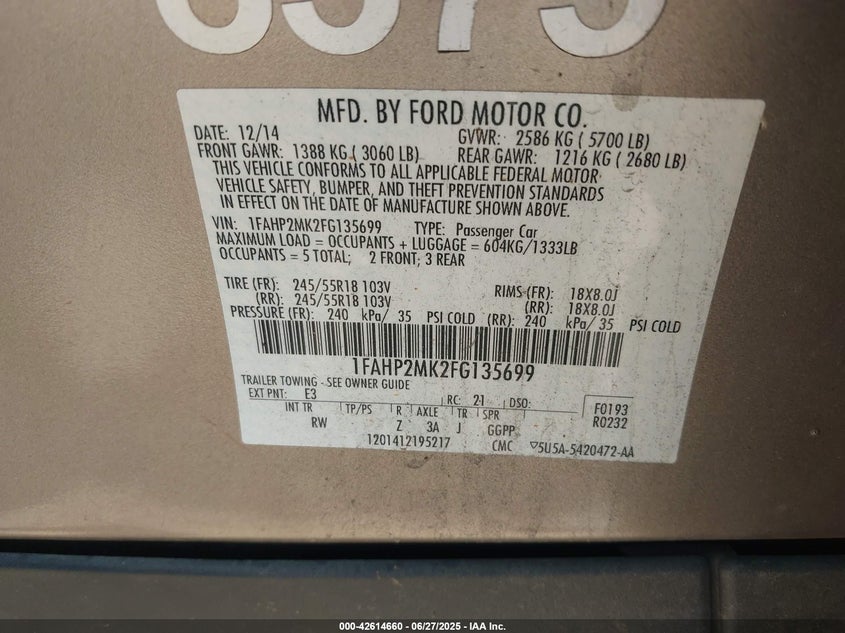 MFD. BY FORD MOTOR CO.
DATE: 12/14 GVWR: 2586 KG ( 5700 LB)
FRONT GAWR: 1388 KG ( 3060 LB) REAR GAWR: 1216 KG ( 2680 LB)
THIS VEHICLE CONFORMS TO ALL APPLICABLE FEDERAL MOTOR
VEHICLE SAFETY, BUMPER, AND THEFT PREVENTION STANDARDS
IN EFFECT ON THE DATE OF MANUFACTURE SHOWN ABOVE.
VIN: 1FAHP2MK2FG135699 TYPE: Passenger Car
MAXIMUM LOAD = OCCUPANTS + LUGGAGE = 604KG/1333LB
OCCUPANTS = 5 TOTAL; 2 FRONT; 3 REAR
TIRE (FR): 245/55R18 103V RIMS (FR): 18X8.0J
(RR): 245/55R18 103V (RR): 18X8.0J
PRESSURE (FR): 240 kPa/ 35 PSI COLD (RR): 240 kPa/ 35 PSI COLD
1FAHP2MK2FG135699
TRAILER TOWING - SEE OWNER GUIDE
EXT PNT: E3 RC: 21 DSO: F0193
INT TR TP/PS R AXLE TR SPR R0232
RW Z 3A J GGPP
1201412195217 CMC ▽5U5A-5420472-AA
000-42614660 - 06/27/2025 - IAA Inc.